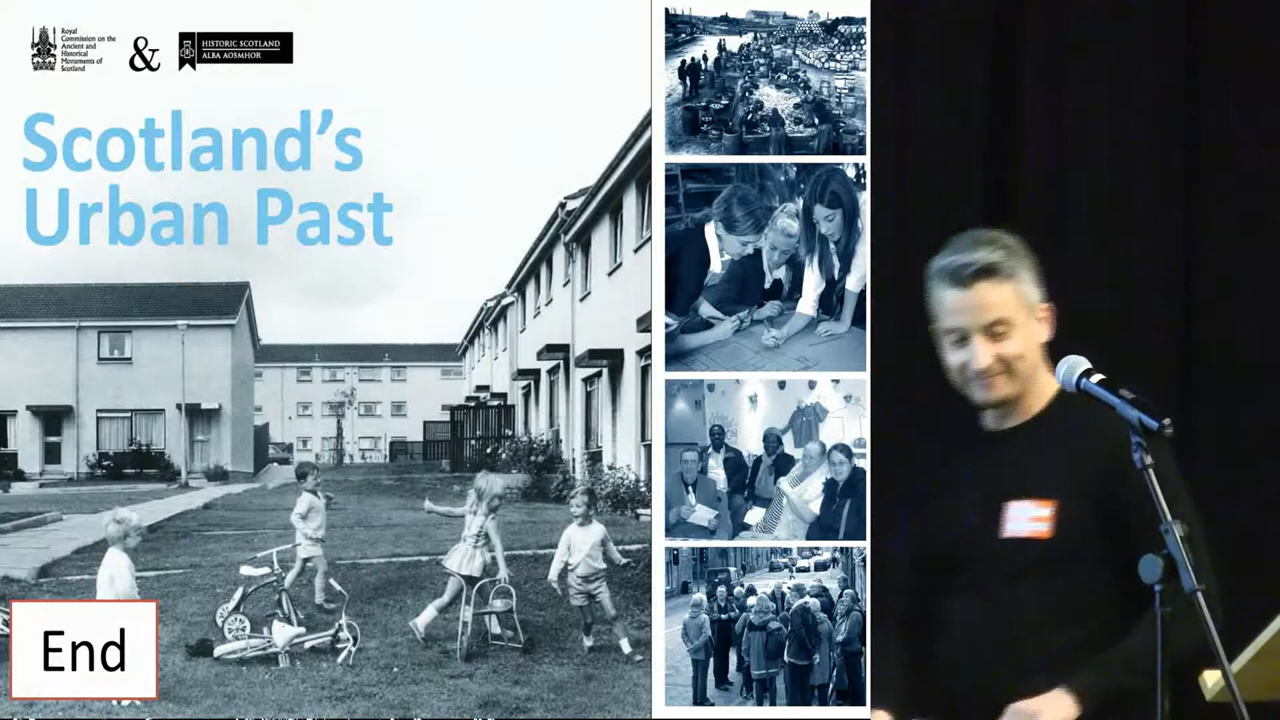 Royal
Commission on the
Ancient and
Historical
Monuments of
Scotland
&
HISTORIC SCOTLAND
ALBA AOSMHOR
Scotland's
Urban Past
End